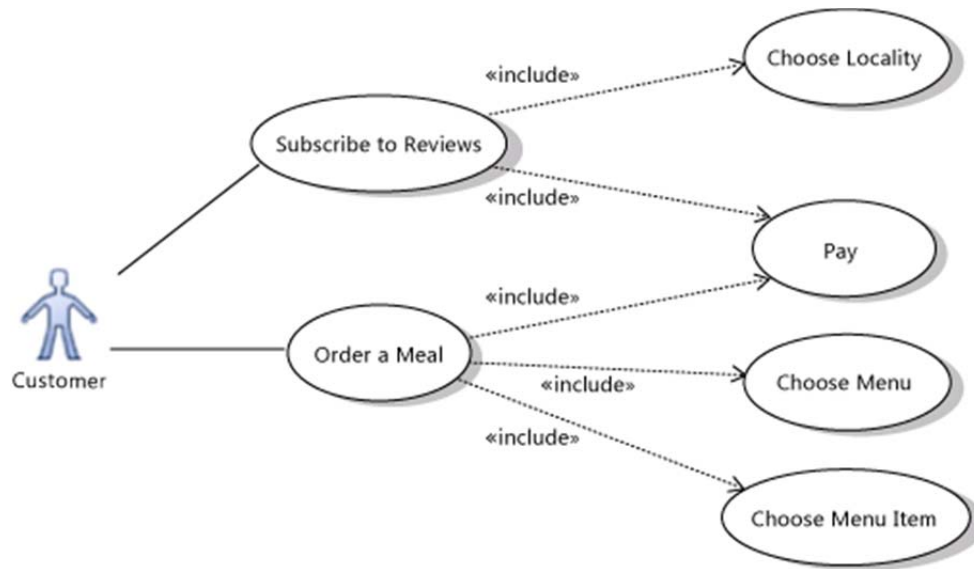 Choose Locality
«include»
Subscribe to Reviews
«include»
Pay
«include»
Order a Meal
Customer
Choose Menu
«include»
«include»
Choose Menu Item